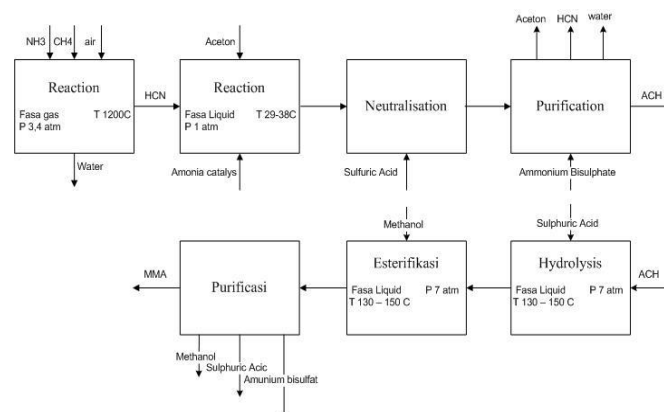 NH3 CH4 air
Aceton
Aceton HCN water
Reaction
Fasa gas T 1200C
P 3,4 atm
HCN
Reaction
Fasa Liquid T 29-38C
P 1 atm
Neutralisation
Purification
ACH
Water
Amonia catalys
Sulfuric Acid
Ammonium Bisulphate
Methanol
Sulphuric Acid
MMA
Purificasi
Esterifikasi
Fasa Liquid P 7 atm
T 130 – 150 C
Hydrolysis
Fasa Liquid P 7 atm
T 130 – 150 C
ACH
Methanol
Sulphuric Acic
Amunium bisulfat